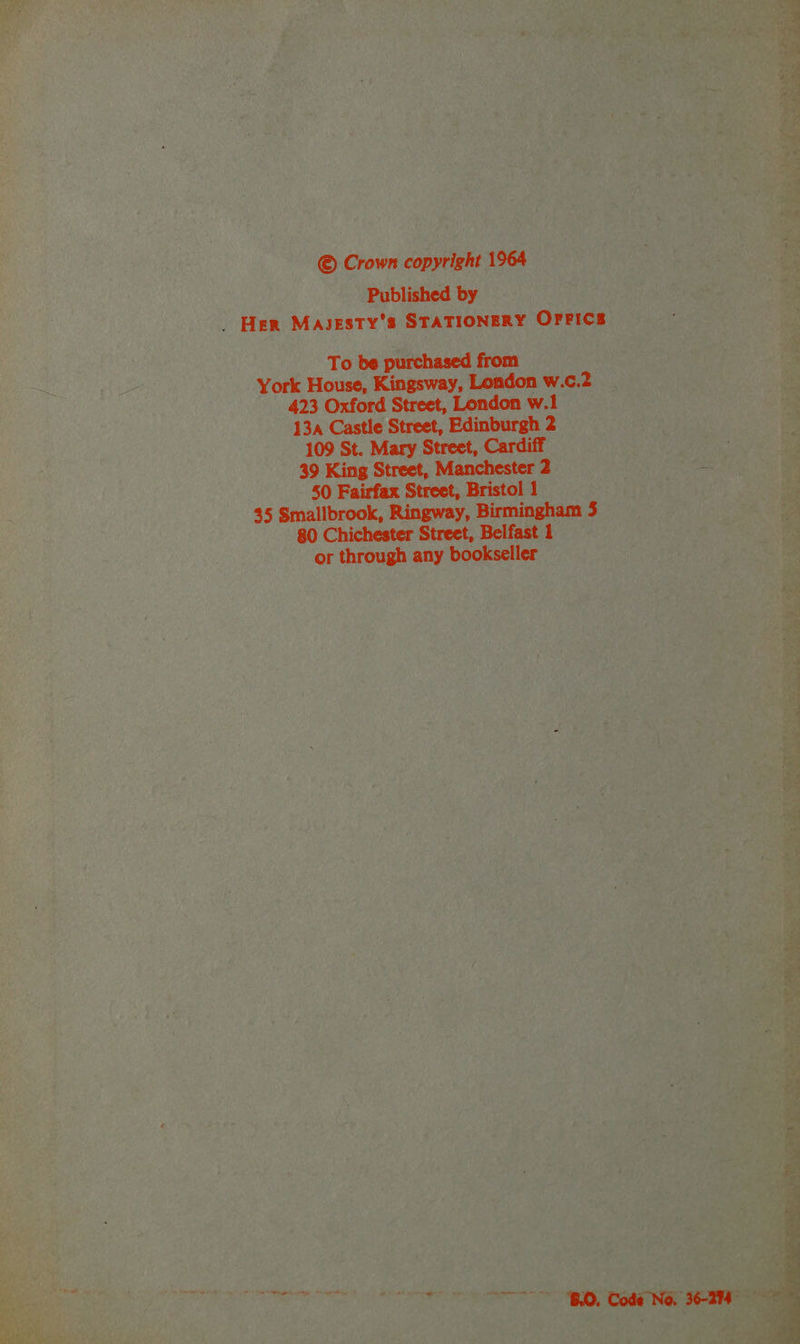 © Crown copyright 1964
Published by
HER MAJESTY'S STATIONERY OFFICE
To be purchased from
York House, Kingsway, London W.C.2
423 Oxford Street, London W.1
13A Castle Street, Edinburgh 2
109 St. Mary Street, Cardiff
39 King Street, Manchester 2
50 Fairfax Street, Bristol 1
35 Smallbrook, Ringway, Birmingham 5
80 Chichester Street, Belfast 1
or through any bookseller
S.O. Code No. 36-274